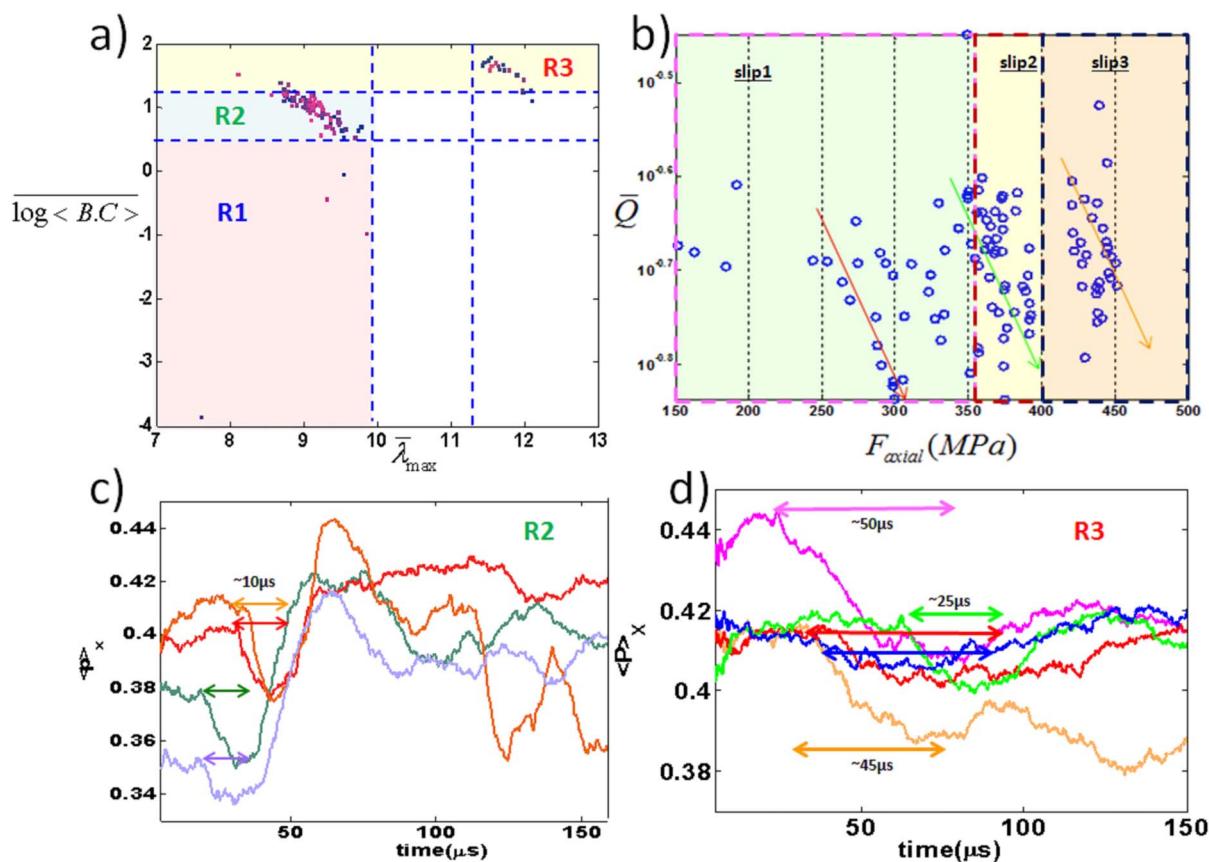 a)
2
1
0
-1
-2
-3
-4
R3
R2
R1
log < B.C >
7 8 9 10 11 12 13
λ̄max
b)
slip1 slip2 slip3
10^-0.5
10^-0.6
Q̄
10^-0.7
10^-0.8
150 200 250 300 350 400 450 500
F_axial (MPa)
c)
R2
0.44
0.42
0.4
0.38
0.36
0.34
~10μs
<P>x
50 100 150
time(μs)
d)
R3
0.44
0.42
0.4
0.38
~50μs
~25μs
~45μs
<P>x
50 100 150
time(μs)